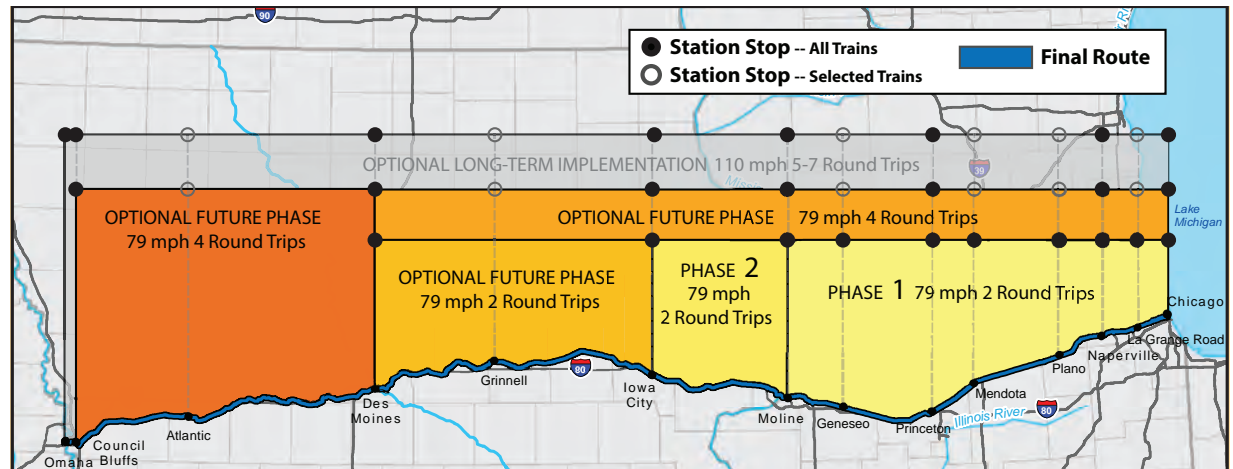 90
Station Stop -- All Trains
Station Stop -- Selected Trains
Final Route
OPTIONAL LONG-TERM IMPLEMENTATION 110 mph 5-7 Round Trips
39
OPTIONAL FUTURE PHASE
79 mph 4 Round Trips
OPTIONAL FUTURE PHASE 79 mph 4 Round Trips
Lake
Michigan
OPTIONAL FUTURE PHASE
79 mph 2 Round Trips
PHASE 2
79 mph
2 Round Trips
PHASE 1 79 mph 2 Round Trips
Chicago
La Grange Road
Naperville
Plano
Mendota
Princeton
Illinois River
80
Geneseo
Moline
Iowa
City
80
Grinnell
Des
Moines
Atlantic
Council
Bluffs
Omaha